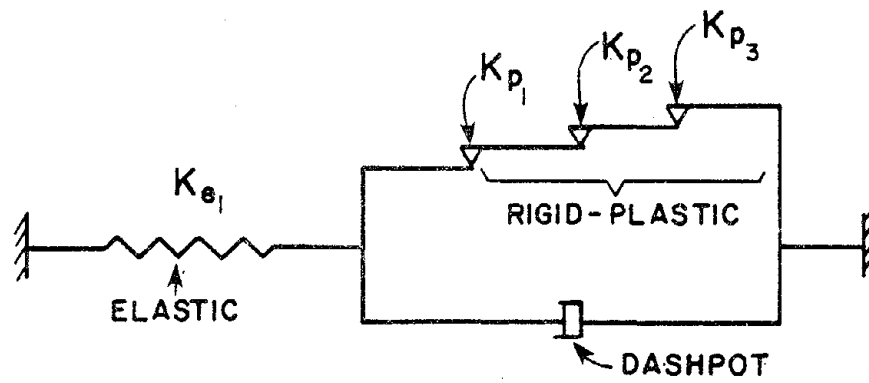 Kp1
Kp2
Kp3
Ke1
RIGID-PLASTIC
ELASTIC
DASHPOT